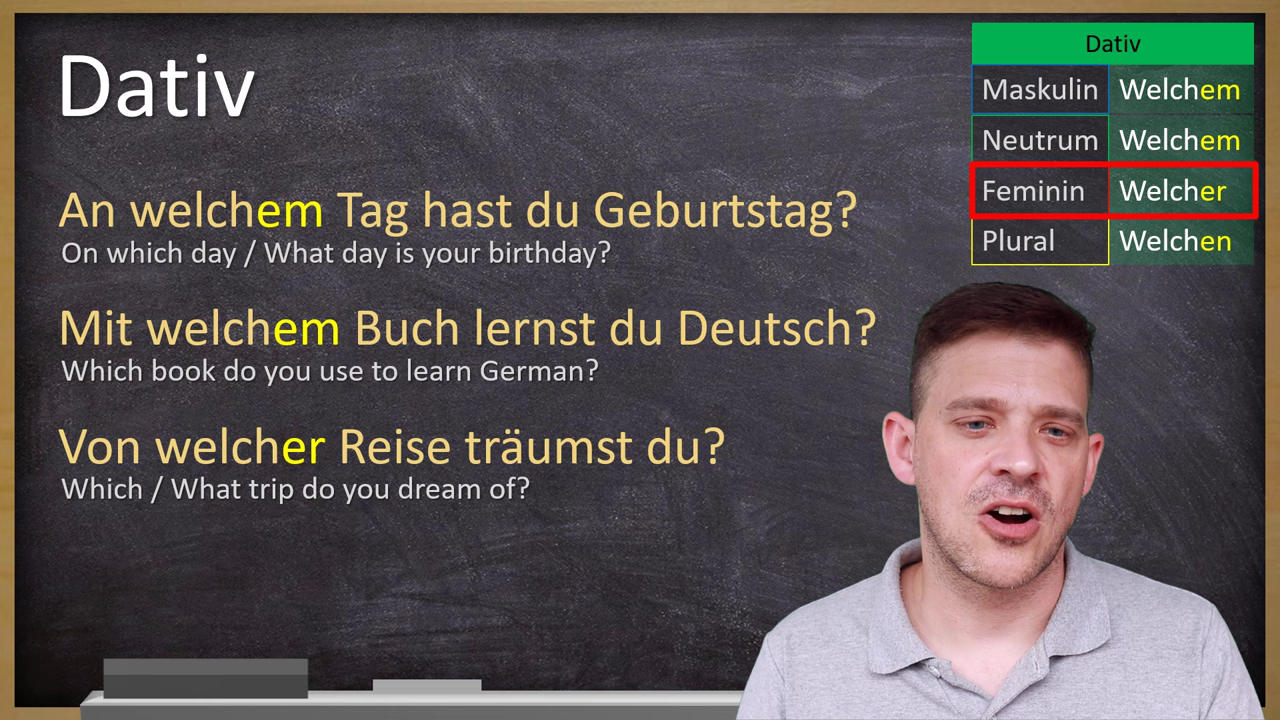 Dativ
An welchem Tag hast du Geburtstag?
On which day / What day is your birthday?
Mit welchem Buch lernst du Deutsch?
Which book do you use to learn German?
Von welcher Reise träumst du?
Which / What trip do you dream of?
Dativ
Maskulin Welchem
Neutrum Welchem
Feminin Welcher
Plural Welchen